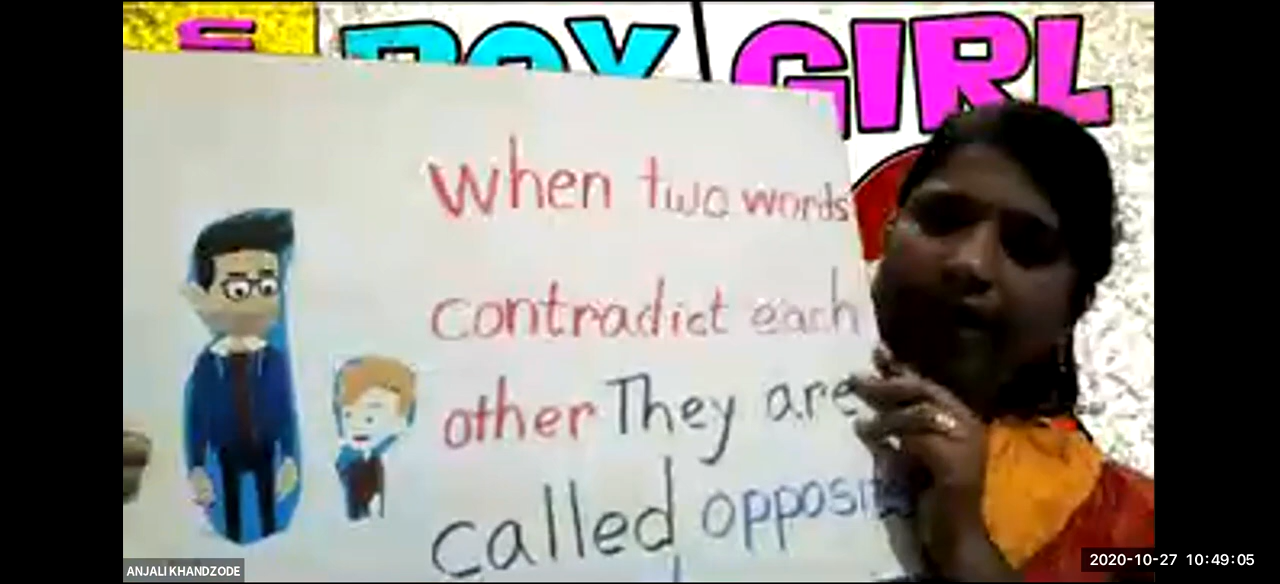 BOY GIRL
When two words
contradict each
other They are
called
ANJALI KHANDZODE
2020-10-27 10:49:05